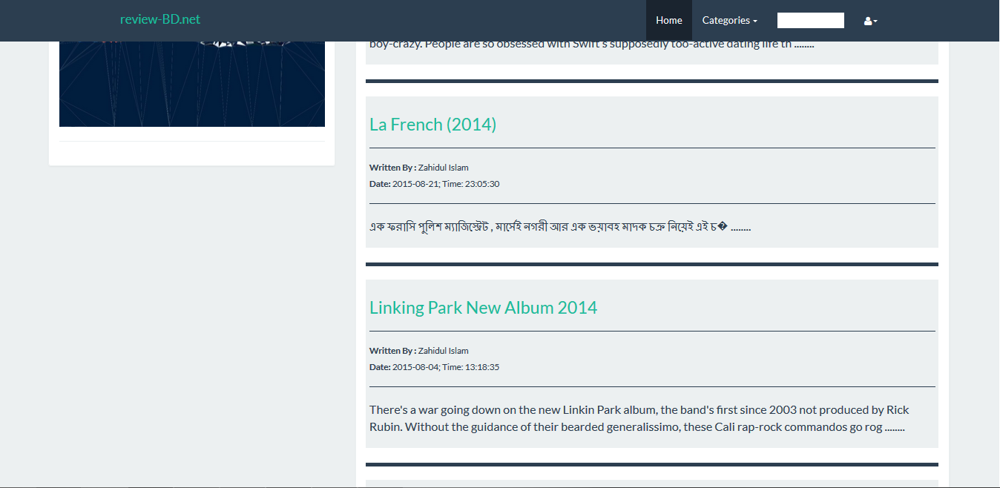 review-BD.net
Home
Categories
boy-crazy. People are so obsessed with Swift's supposedly too-active dating life th ........
La French (2014)
Written By : Zahidul Islam
Date: 2015-08-21; Time: 23:05:30
এক ফরাসি পুলিশ ম্যাজিস্ট্রেট , মার্সেই নগরী আর এক ভয়াবহ মাদক চক্র নিয়েই এই চ� ........
Linking Park New Album 2014
Written By : Zahidul Islam
Date: 2015-08-04; Time: 13:18:35
There's a war going down on the new Linkin Park album, the band's first since 2003 not produced by Rick
Rubin. Without the guidance of their bearded generalissimo, these Cali rap-rock commandos go rog ........